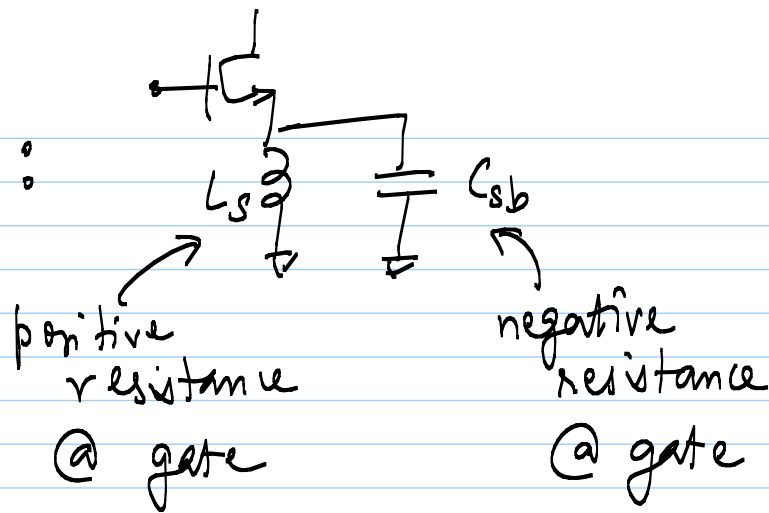 :
Ls
Csb
positive
resistance
@ gate
negative
resistance
@ gate